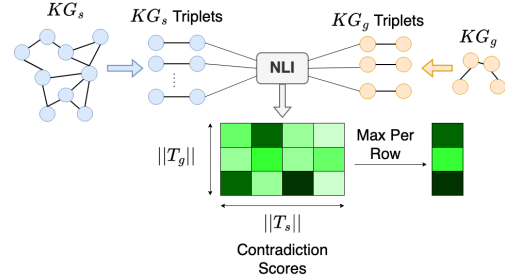 KG_s
KG_s Triplets
KG_g Triplets
KG_g
NLI
||T_g||
Max Per
Row
||T_s||
Contradiction
Scores